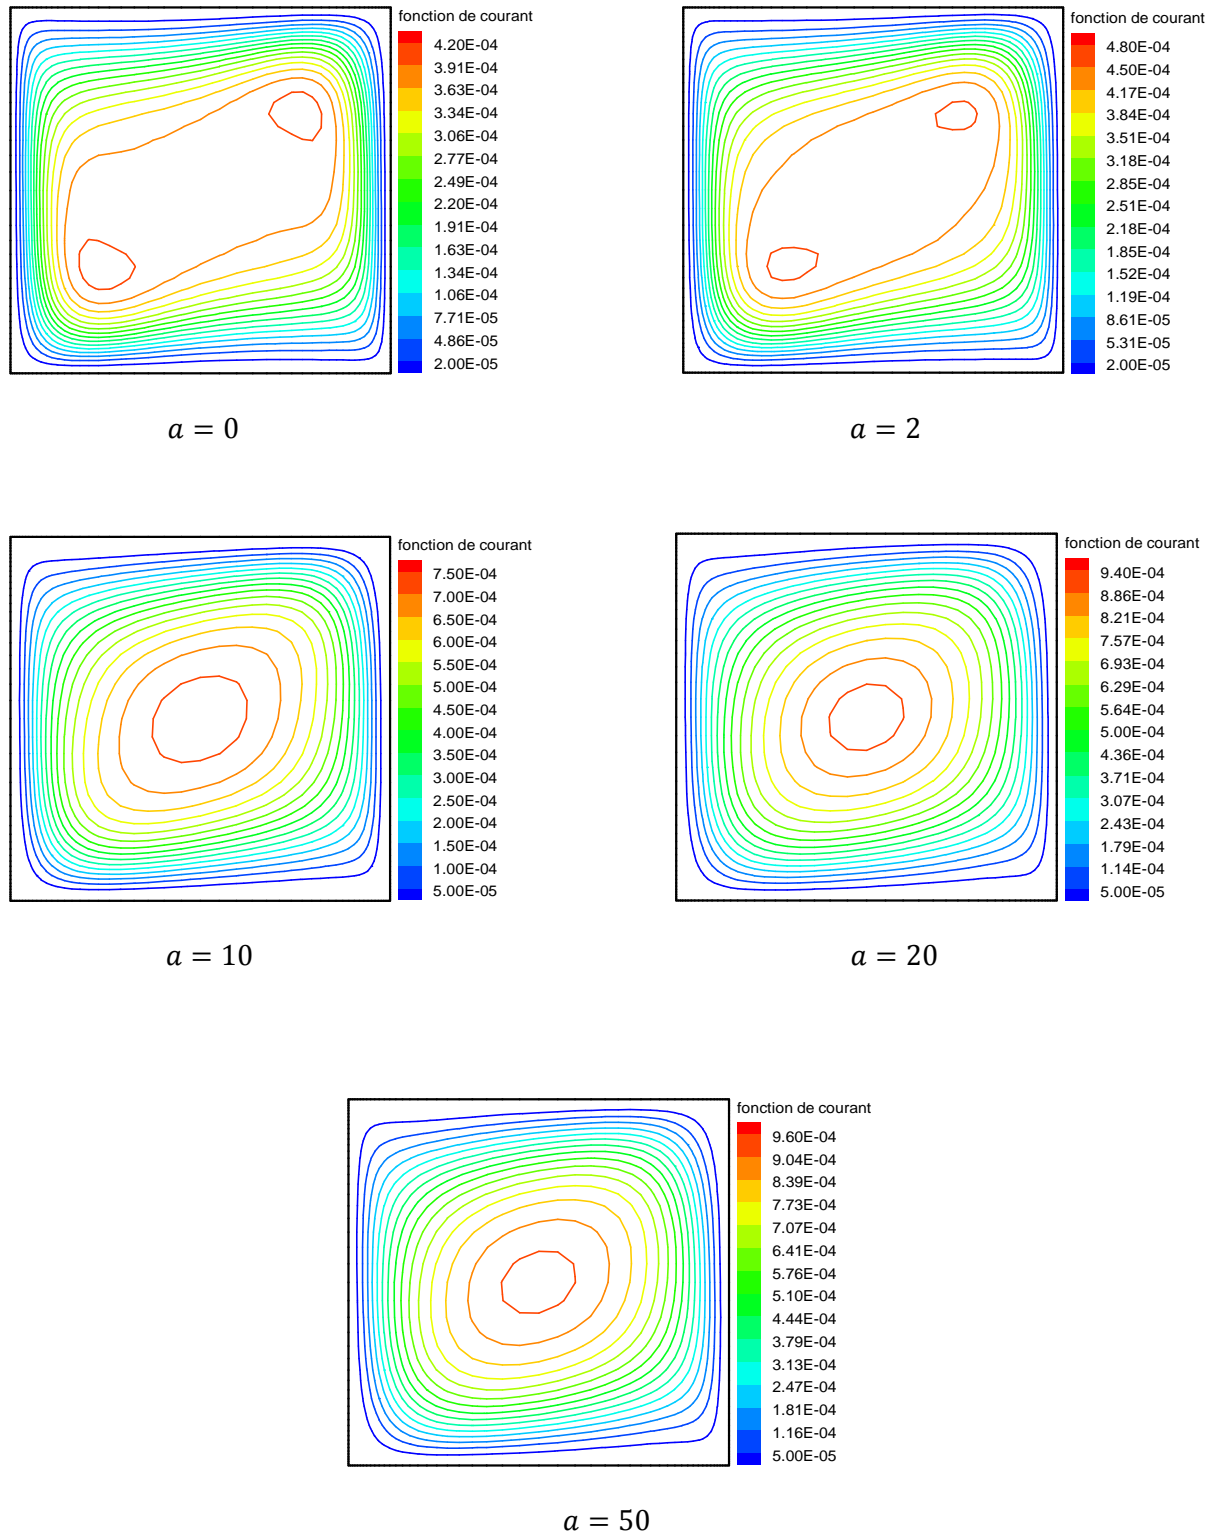 fonction de courant
4.20E-04
3.91E-04
3.63E-04
3.34E-04
3.06E-04
2.77E-04
2.49E-04
2.20E-04
1.91E-04
1.63E-04
1.34E-04
1.06E-04
7.71E-05
4.86E-05
2.00E-05
a = 0
fonction de courant
4.80E-04
4.50E-04
4.17E-04
3.84E-04
3.51E-04
3.18E-04
2.85E-04
2.51E-04
2.18E-04
1.85E-04
1.52E-04
1.19E-04
8.61E-05
5.31E-05
2.00E-05
a = 2
fonction de courant
7.50E-04
7.00E-04
6.50E-04
6.00E-04
5.50E-04
5.00E-04
4.50E-04
4.00E-04
3.50E-04
3.00E-04
2.50E-04
2.00E-04
1.50E-04
1.00E-04
5.00E-05
a = 10
fonction de courant
9.40E-04
8.86E-04
8.21E-04
7.57E-04
6.93E-04
6.29E-04
5.64E-04
5.00E-04
4.36E-04
3.71E-04
3.07E-04
2.43E-04
1.79E-04
1.14E-04
5.00E-05
a = 20
fonction de courant
9.60E-04
9.04E-04
8.39E-04
7.73E-04
7.07E-04
6.41E-04
5.76E-04
5.10E-04
4.44E-04
3.79E-04
3.13E-04
2.47E-04
1.81E-04
1.16E-04
5.00E-05
a = 50